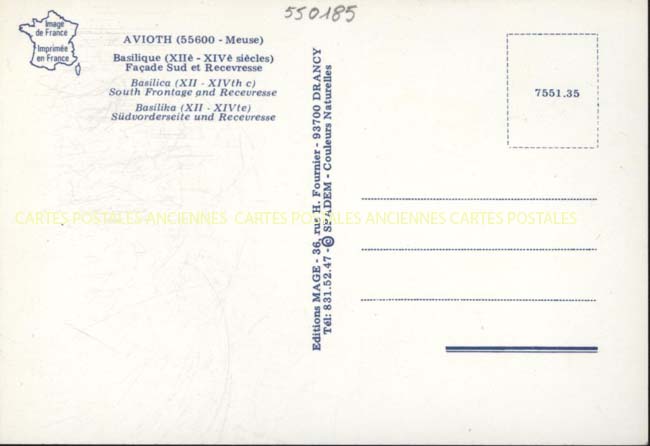 550185
Image
de France
Imprimée
en France
AVIOTH (55600 - Meuse)
Basilique (XIIè - XIVè siècles)
Façade Sud et Recevresse
Basilica (XII - XIVth c)
South Frontage and Recevresse
Basilika (XII - XIVte)
Südvorderseite und Recevresse
Editions MAGE - 36, rue H. Fournier - 93700 DRANCY
Tél: 831.52.47 - © SPADEM - Couleurs Naturelles
7551.35
CARTES POSTALES ANCIENNES CARTES POSTALES ANCIENNES CARTES POSTALES